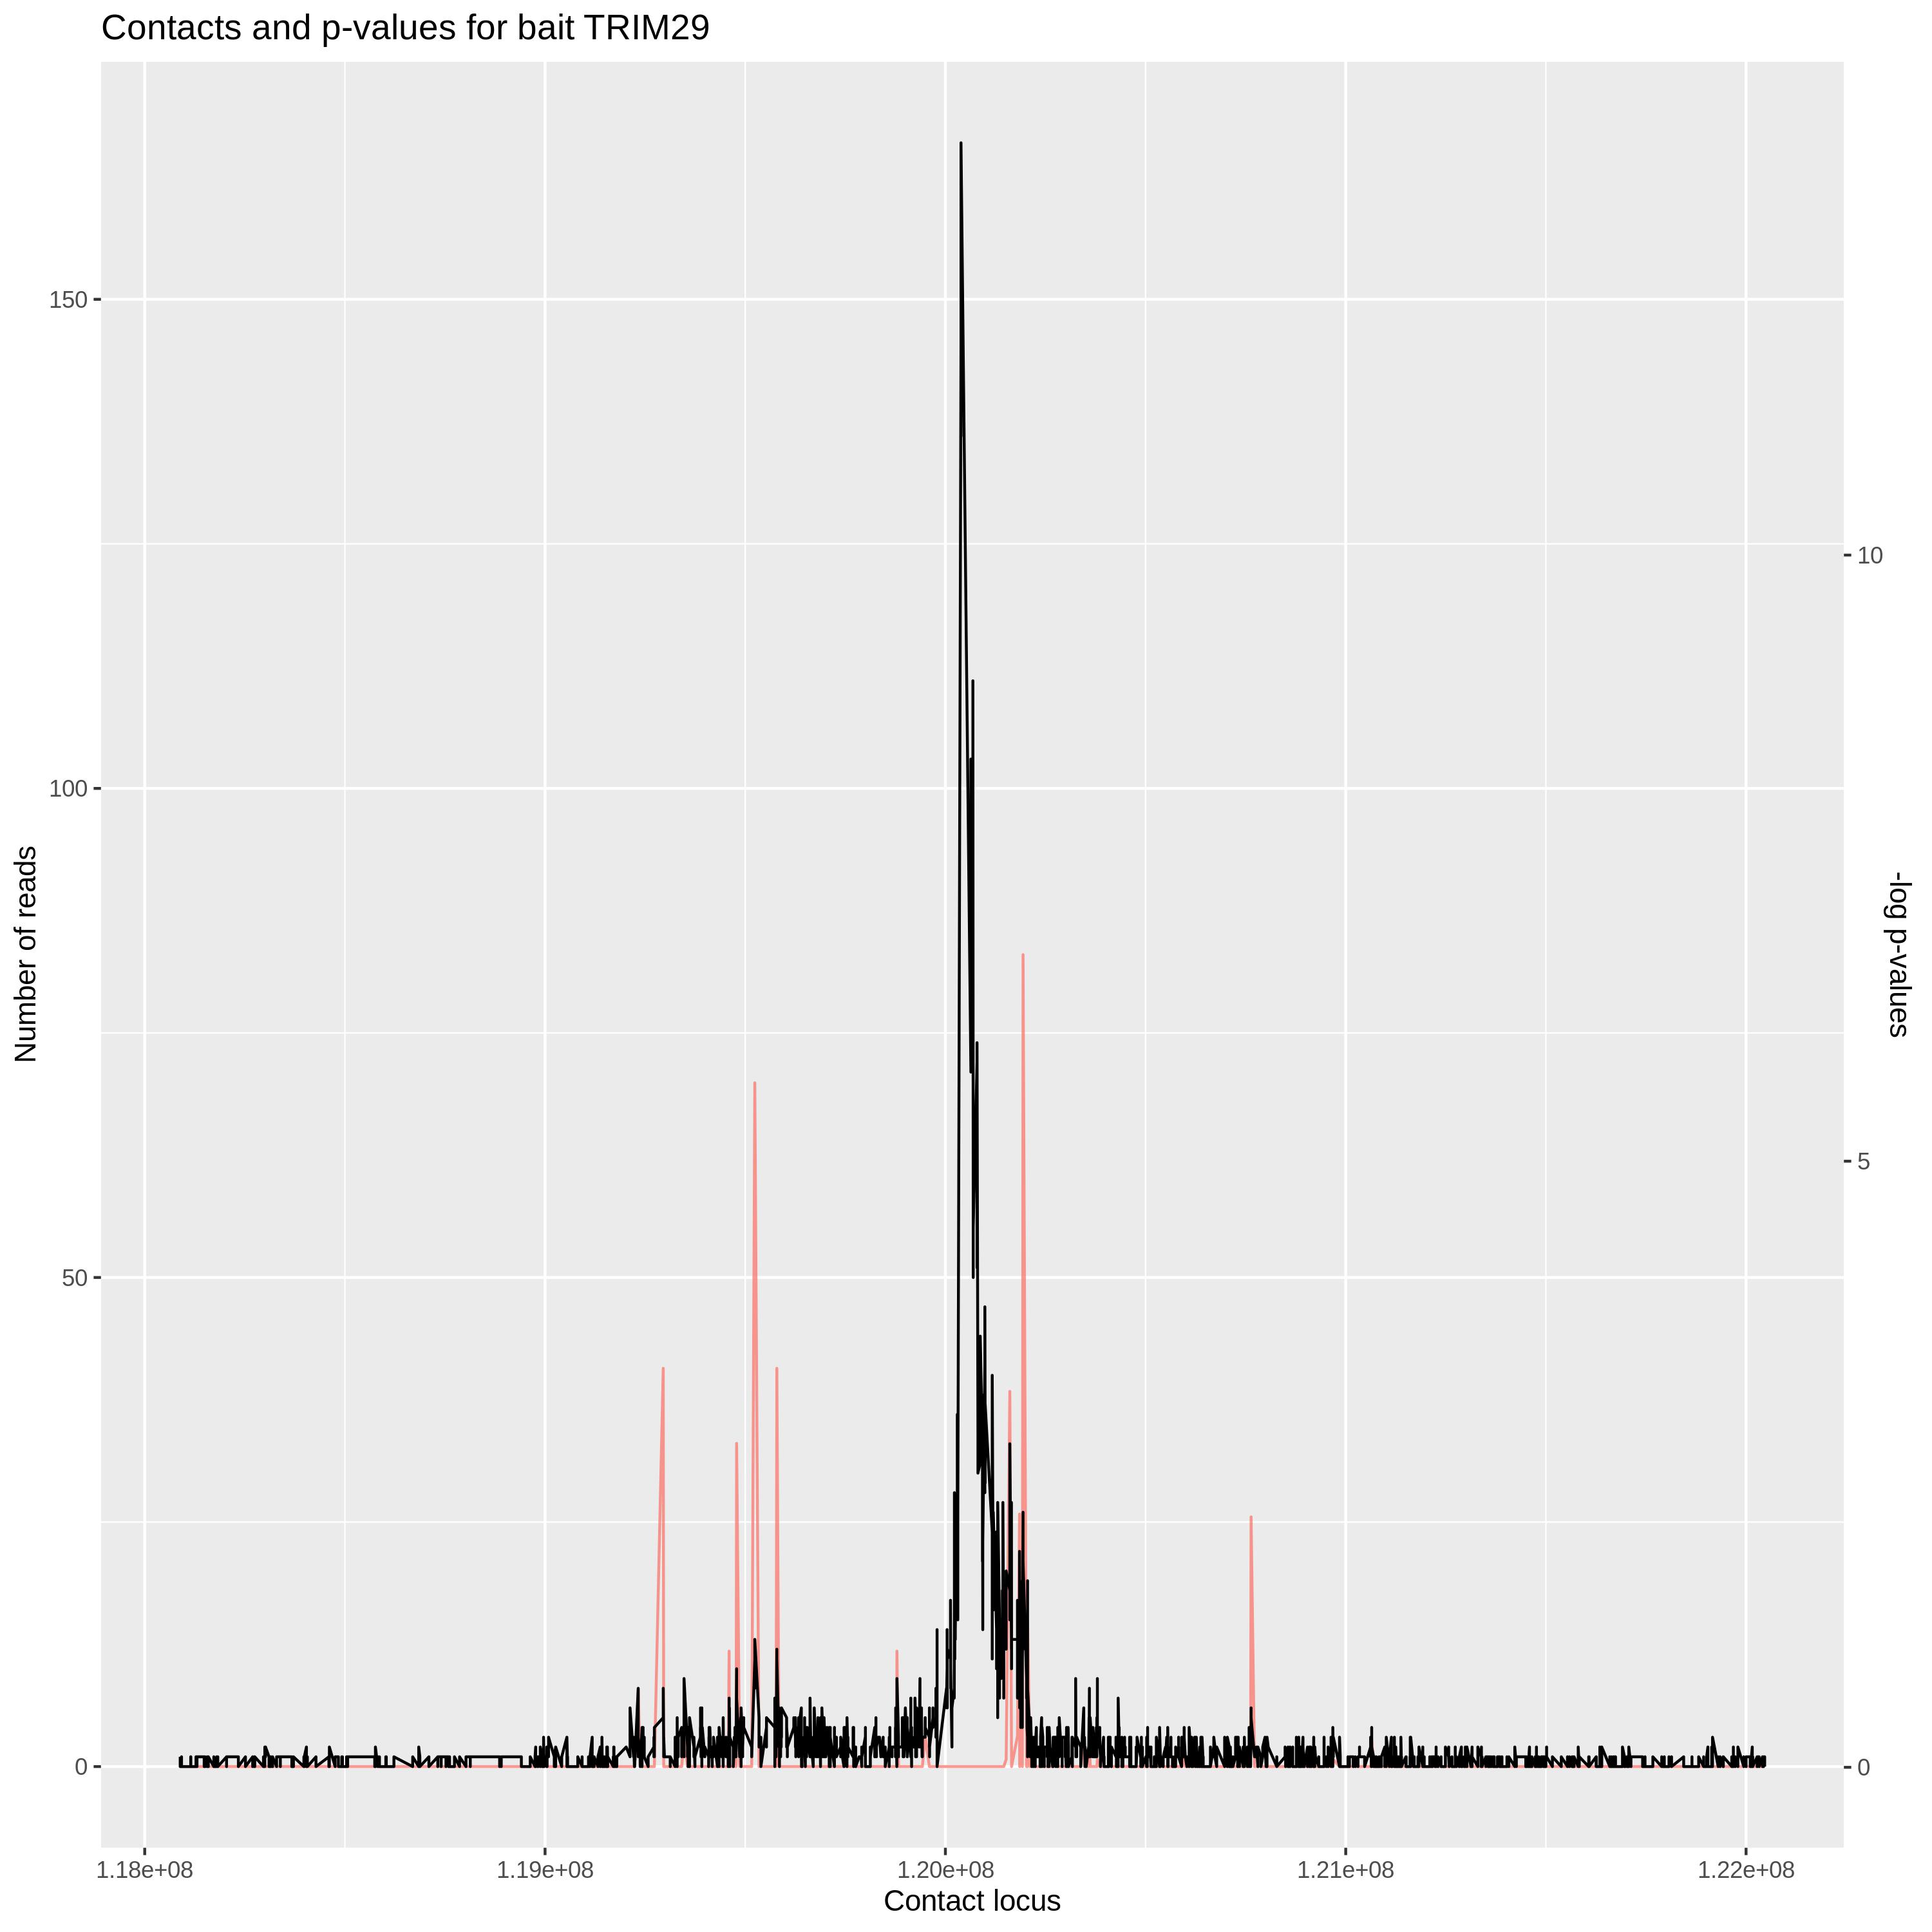 Contacts and p-values for bait TRIM29
150
100
50
0
10
5
0
Number of reads
-log p-values
1.18e+08
1.19e+08
1.20e+08
1.21e+08
1.22e+08
Contact locus